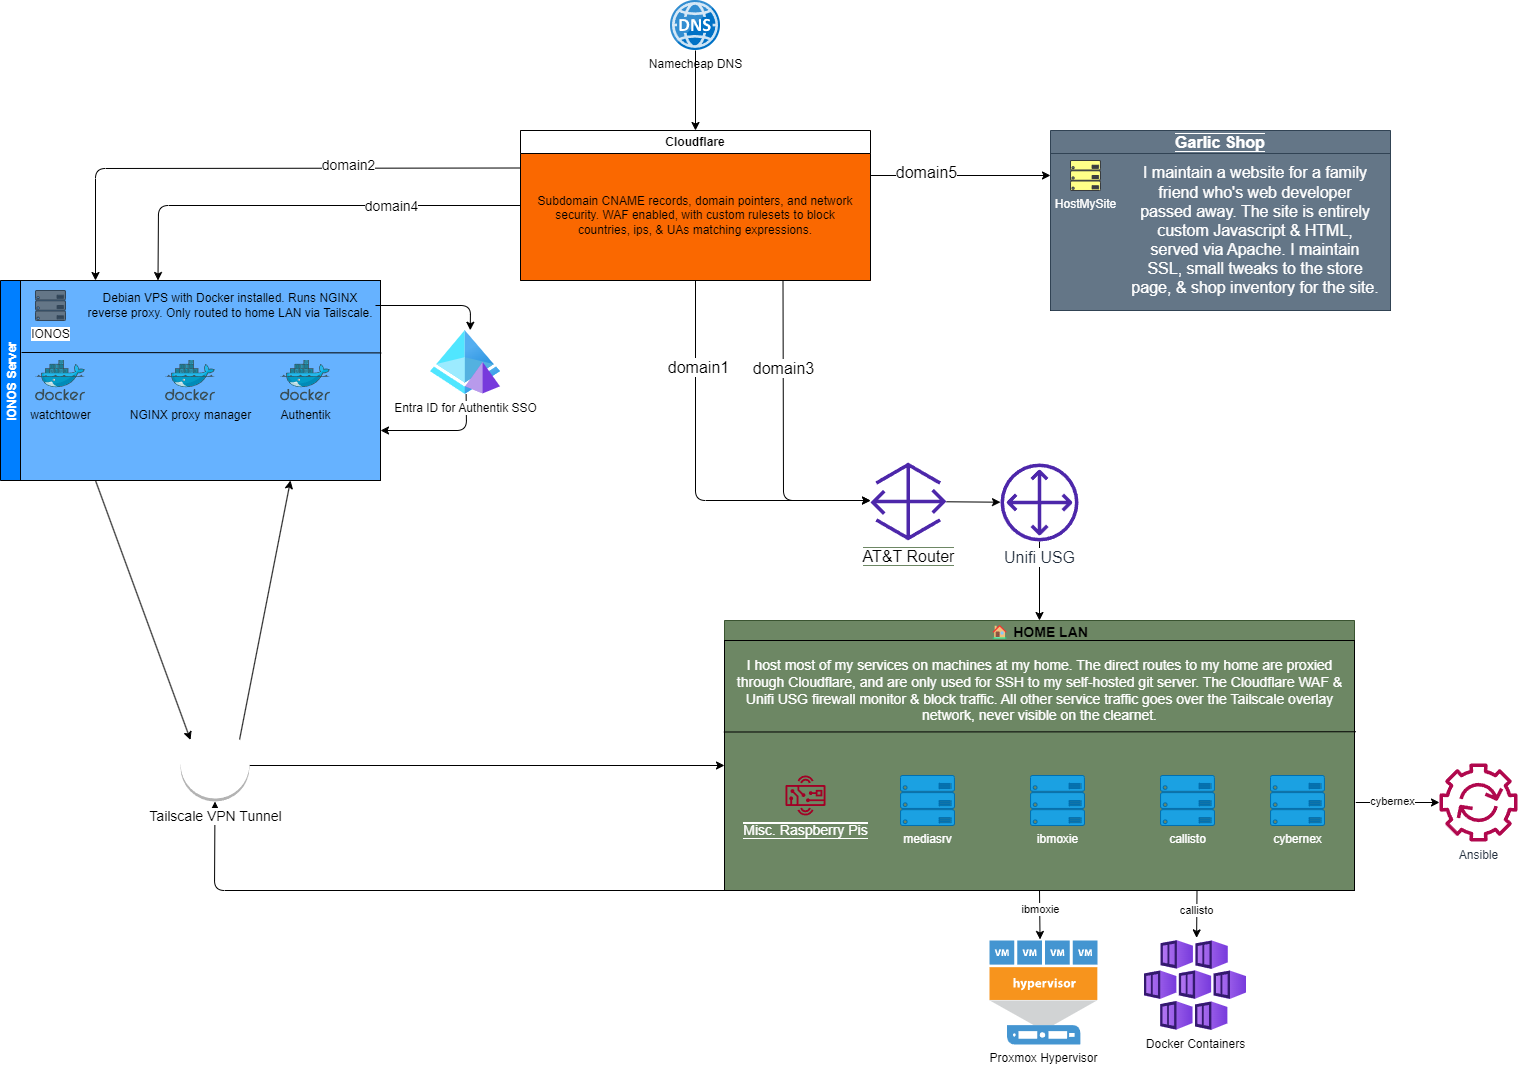 DNS
Namecheap DNS
Cloudflare
Subdomain CNAME records, domain pointers, and network
security. WAF enabled, with custom rulesets to block
countries, ips, & UAs matching expressions.
domain2
domain4
domain5
Garlic Shop
HostMySite
I maintain a website for a family
friend who's web developer
passed away. The site is entirely
custom Javascript & HTML,
served via Apache. I maintain
SSL, small tweaks to the store
page, & shop inventory for the site.
IONOS Server
IONOS
Debian VPS with Docker installed. Runs NGINX
reverse proxy. Only routed to home LAN via Tailscale.
docker
watchtower
docker
NGINX proxy manager
docker
Authentik
Entra ID for Authentik SSO
domain1
domain3
AT&T Router
Unifi USG
🏠 HOME LAN
I host most of my services on machines at my home. The direct routes to my home are proxied
through Cloudflare, and are only used for SSH to my self-hosted git server. The Cloudflare WAF &
Unifi USG firewall monitor & block traffic. All other service traffic goes over the Tailscale overlay
network, never visible on the clearnet.
Misc. Raspberry Pis
mediasrv
ibmoxie
callisto
cybernex
cybernex
Ansible
Tailscale VPN Tunnel
ibmoxie
callisto
VM
VM
VM
VM
hypervisor
Proxmox Hypervisor
Docker Containers